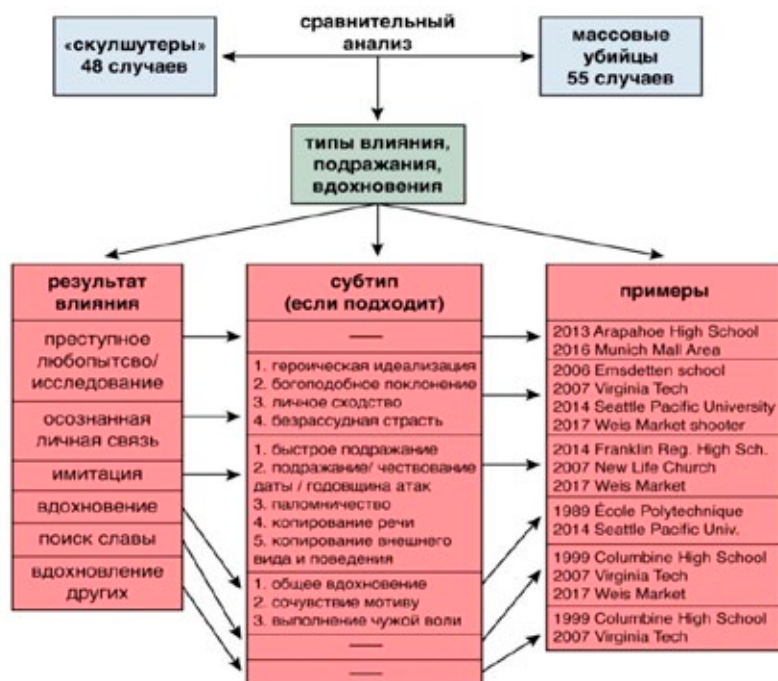 «скулшутеры»
48 случаев
сравнительный
анализ
массовые
убийцы
55 случаев
типы влияния,
подражания,
вдохновения
результат
влияния
преступное
любопытсво/
исследование
осознанная
личная связь
имитация
вдохновение
поиск славы
вдохновление
других
субтип
(если подходит)
1. героическая идеализация
2. богоподобное поклонение
3. личное сходство
4. безрассудная страсть
1. быстрое подражание
2. подражание/ чествование
даты / годовщина атак
3. паломничество
4. копирование речи
5. копирование внешнего
вида и поведения
1. общее вдохновение
2. сочувствие мотиву
3. выполнение чужой воли
примеры
2013 Arapahoe High School
2016 Munich Mall Area
2006 Emsdetten school
2007 Virginia Tech
2014 Seattle Pacific University
2017 Weis Market shooter
2014 Franklin Reg. High Sch.
2007 New Life Church
2017 Weis Market
1989 École Polytechnique
2014 Seattle Pacific Univ.
1999 Columbine High School
2007 Virginia Tech
2017 Weis Market
1999 Columbine High School
2007 Virginia Tech